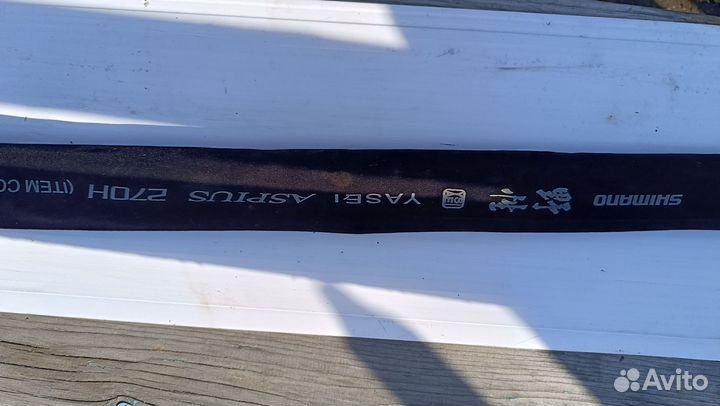 SHIMANO YASEI ASPIUS 270H (ITEM CO
Avito